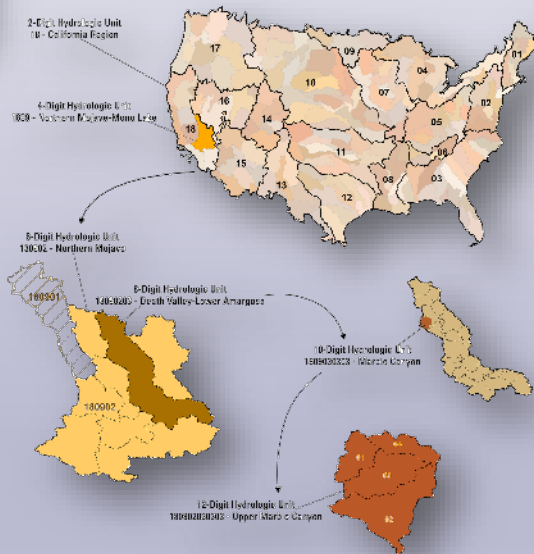 2-Digit Hydrologic Unit
18 - California Region
4-Digit Hydrologic Unit
1809 - Northern Mojave-Mono Lake
17
09
01
04
10
07
02
16
18
14
05
11
06
15
13
12
08
03
6-Digit Hydrologic Unit
180902 - Northern Mojave
180901
8-Digit Hydrologic Unit
18090203 - Death Valley-Lower Amargosa
10-Digit Hydrologic Unit
1809020303 - Marble Canyon
180902
12-Digit Hydrologic Unit
180902030303 - Upper Marble Canyon
01
02